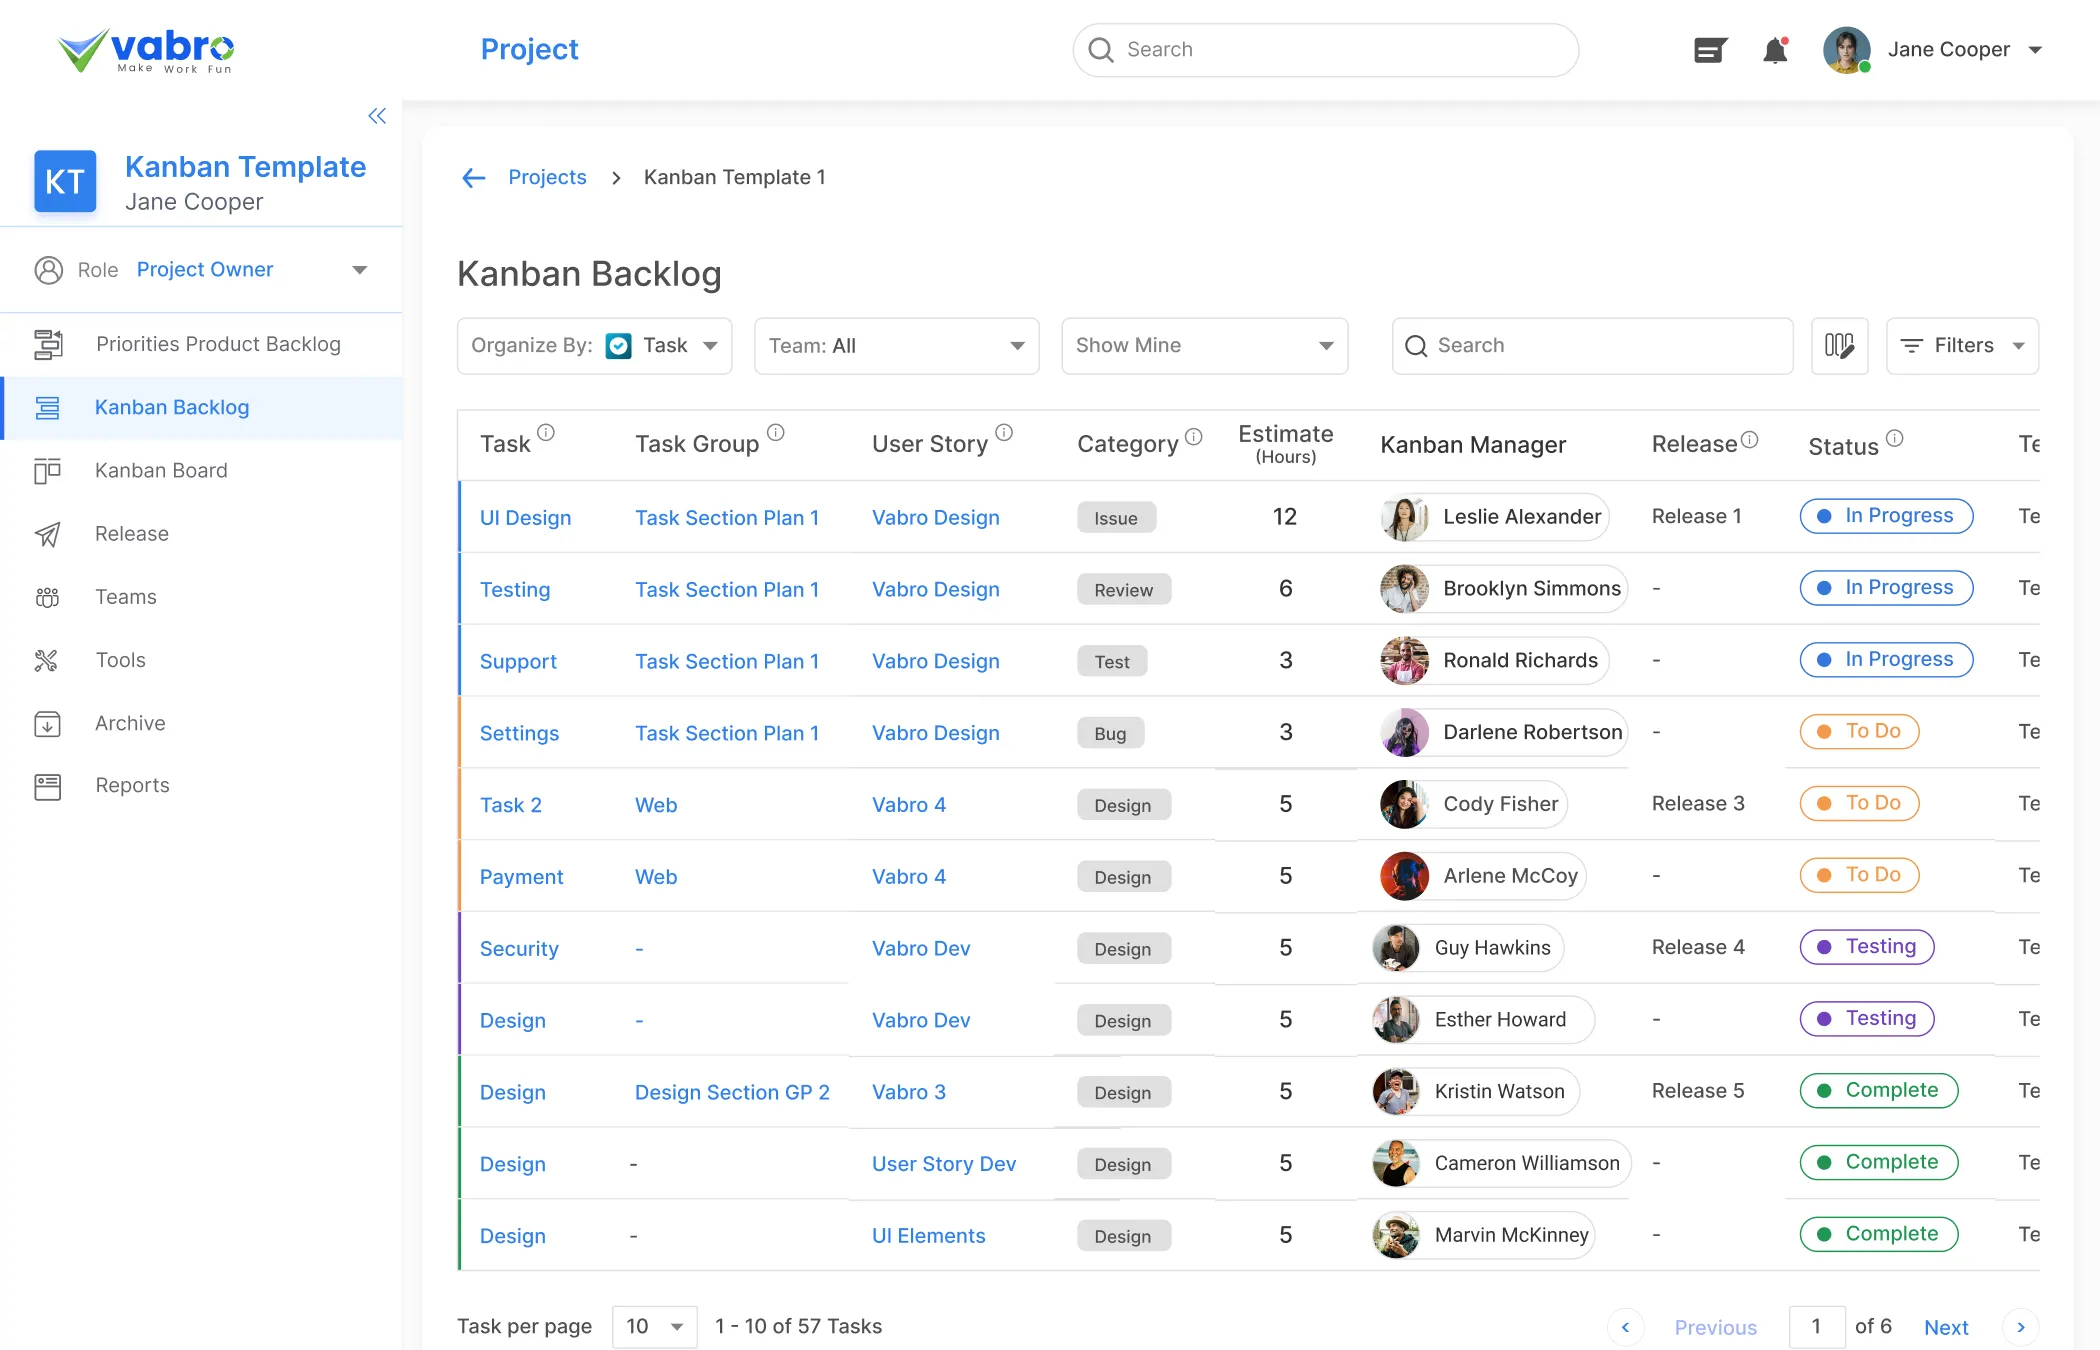 vabro
Make Work Fun
Project
Search
Jane Cooper
KT
Kanban Template
Jane Cooper
Role Project Owner
Priorities Product Backlog
Kanban Backlog
Kanban Board
Release
Teams
Tools
Archive
Reports
Projects > Kanban Template 1
Kanban Backlog
Organize By: Task Team: All Show Mine Search Filters
Task Task Group User Story Category Estimate (Hours) Kanban Manager Release Status Te
UI Design Task Section Plan 1 Vabro Design Issue 12 Leslie Alexander Release 1 In Progress Te
Testing Task Section Plan 1 Vabro Design Review 6 Brooklyn Simmons - In Progress Te
Support Task Section Plan 1 Vabro Design Test 3 Ronald Richards - In Progress Te
Settings Task Section Plan 1 Vabro Design Bug 3 Darlene Robertson - To Do Te
Task 2 Web Vabro 4 Design 5 Cody Fisher Release 3 To Do Te
Payment Web Vabro 4 Design 5 Arlene McCoy - To Do Te
Security - Vabro Dev Design 5 Guy Hawkins Release 4 Testing Te
Design - Vabro Dev Design 5 Esther Howard - Testing Te
Design Design Section GP 2 Vabro 3 Design 5 Kristin Watson Release 5 Complete Te
Design - User Story Dev Design 5 Cameron Williamson - Complete Te
Design - UI Elements Design 5 Marvin McKinney - Complete Te
Task per page 10 1 - 10 of 57 Tasks < Previous 1 of 6 Next >